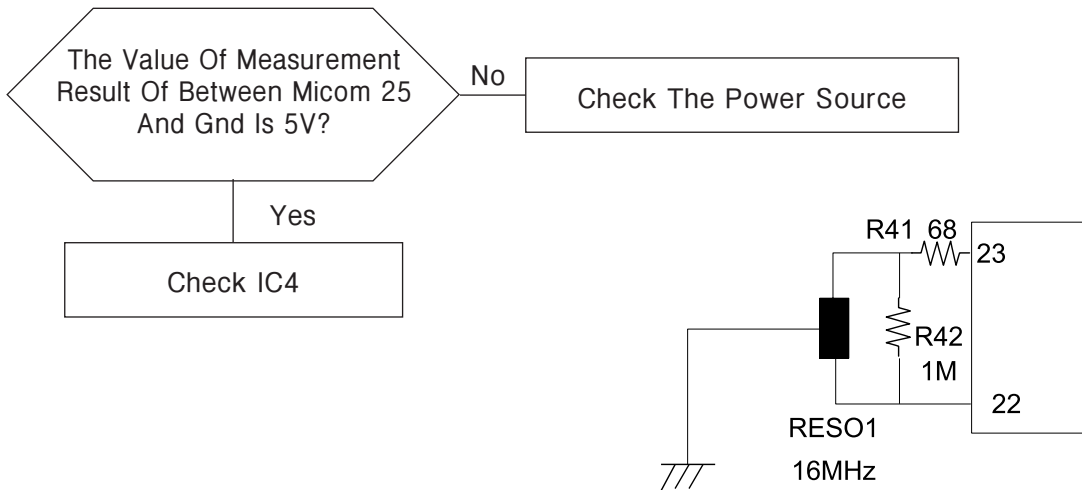 The Value Of Measurement
Result Of Between Micom 25
And Gnd Is 5V?
No
Check The Power Source
Yes
Check IC4
R41 68
23
R42
1M
22
RESO1
16MHz